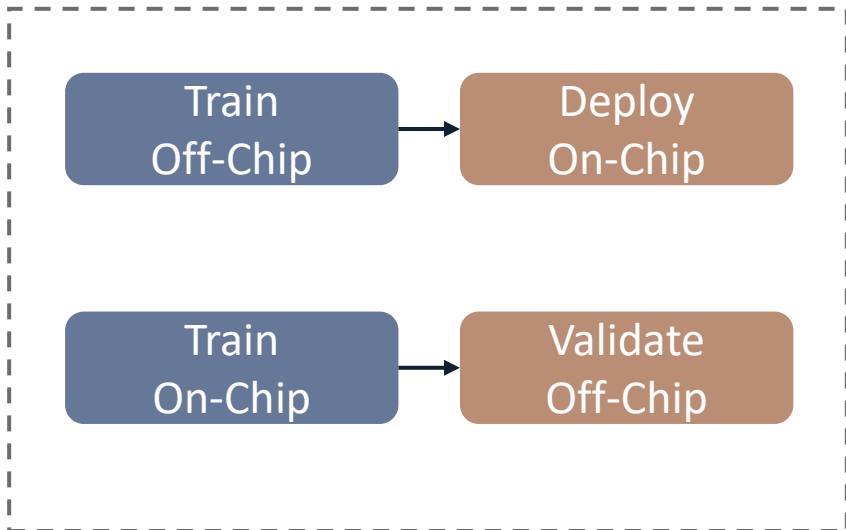 Train
Off-Chip
Deploy
On-Chip
Train
On-Chip
Validate
Off-Chip